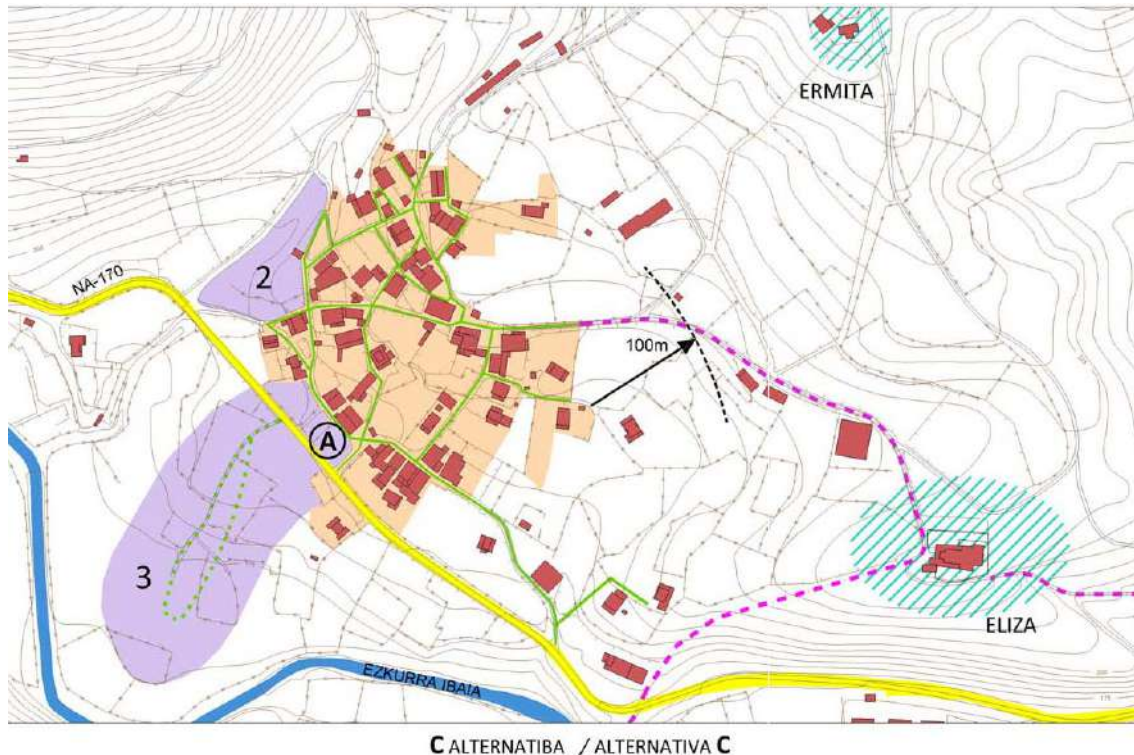 ERMITA
NA-170
2
100m
A
3
ELIZA
EZKURRA IBAIA
C ALTERNATIBA / ALTERNATIVA C